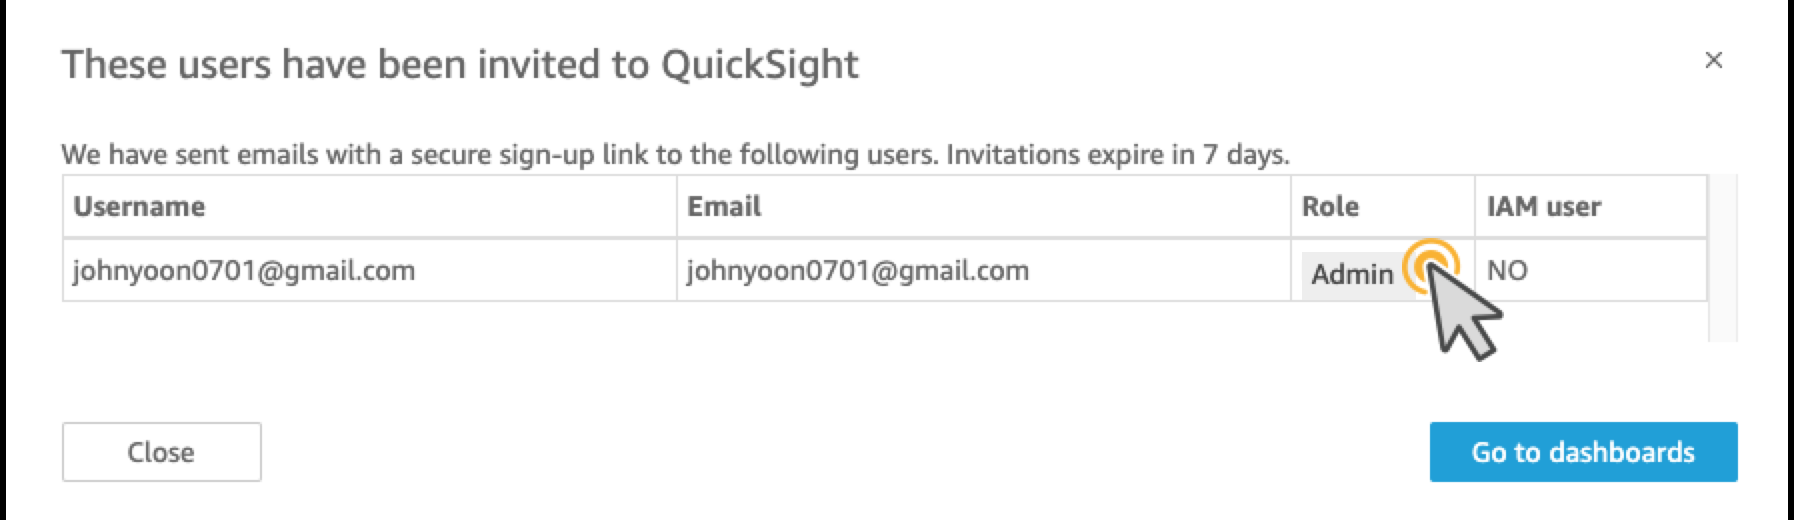 These users have been invited to QuickSight
×
We have sent emails with a secure sign-up link to the following users. Invitations expire in 7 days.
Username Email Role IAM user
johnyoon0701@gmail.com johnyoon0701@gmail.com Admin NO
Close Go to dashboards